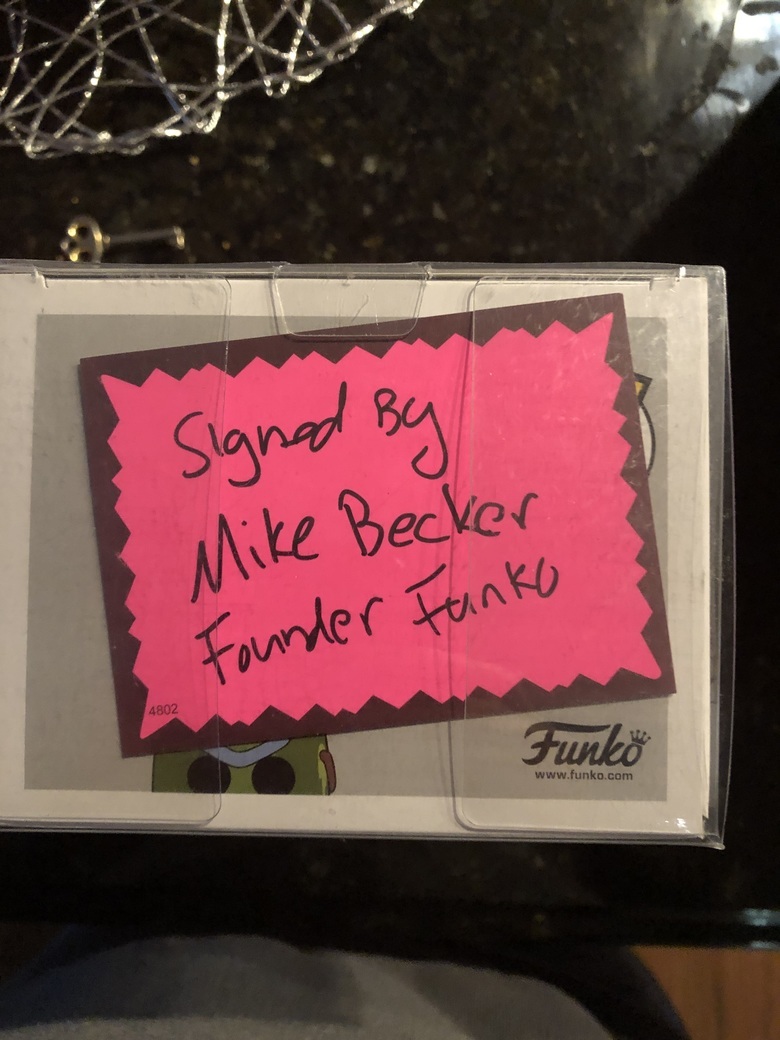 Signed By
Mike Becker
Founder Funko
4802
Funko
www.funko.com